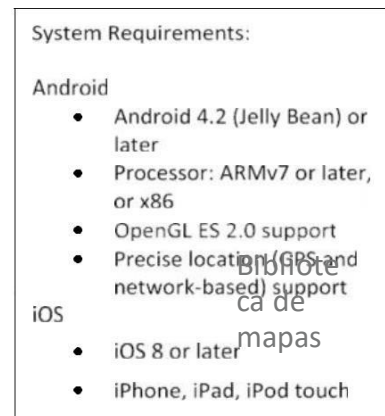 System Requirements:
Android
• Android 4.2 (Jelly Bean) or
later
• Processor: ARMv7 or later,
or x86
• OpenGL ES 2.0 support
• Precise location (GPS and
network-based) support
iOS
• iOS 8 or later
• iPhone, iPad, iPod touch
Bibliote
ca de
mapas